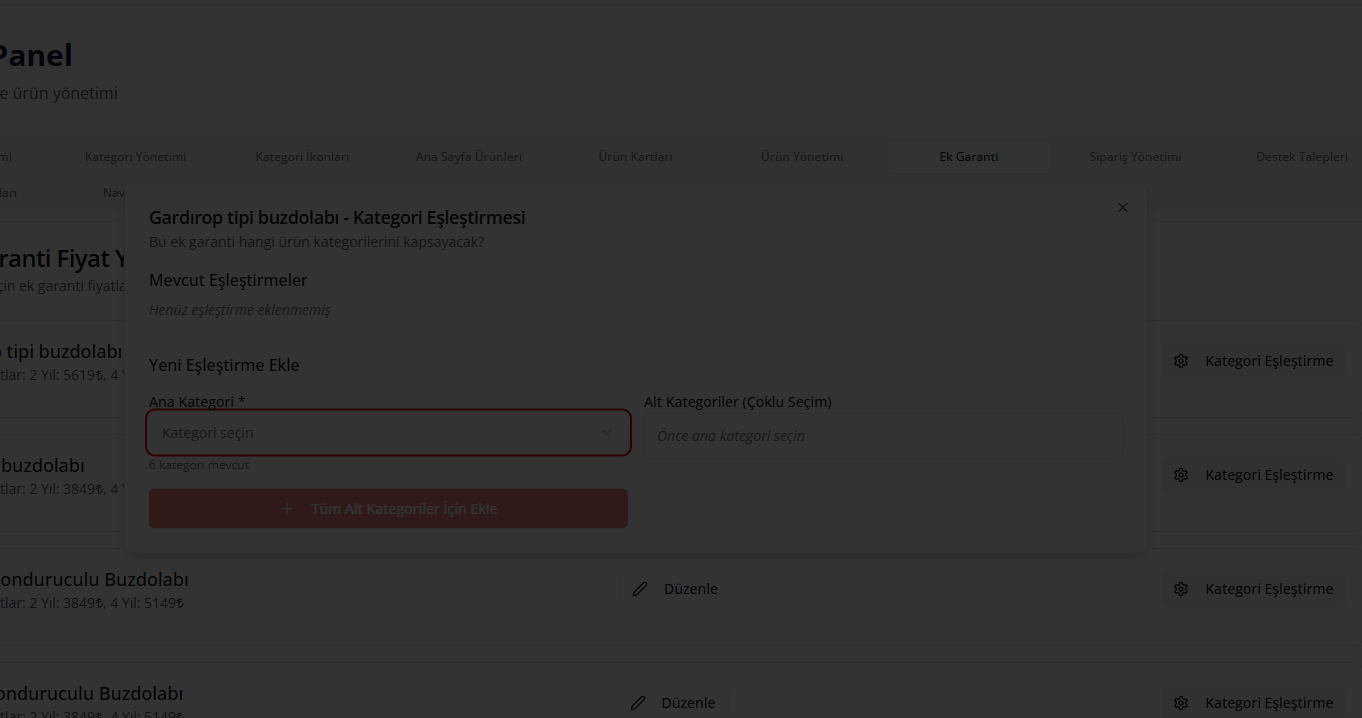 Panel
e ürün yönetimi
mi Kategori Yönetimi Kategori İkonları Ana Sayfa Ürünleri Ürün Kartları Ürün Yönetimi Ek Garanti Sipariş Yönetimi Destek Talepleri
ları Nav
Gardırop tipi buzdolabı - Kategori Eşleştirmesi
Bu ek garanti hangi ürün kategorilerini kapsayacak?
Mevcut Eşleştirmeler
Henüz eşleştirme eklenmemiş
Yeni Eşleştirme Ekle
Ana Kategori *
Kategori seçin
6 kategori mevcut
Alt Kategoriler (Çoklu Seçim)
Önce ana kategori seçin
+ Tüm Alt Kategoriler İçin Ekle
ranti Fiyat Y
çin ek garanti fiyatla
p tipi buzdolabı
tlar: 2 Yıl: 5619₺, 4 Y
Kategori Eşleştirme
buzdolabı
tlar: 2 Yıl: 3849₺, 4 Y
Kategori Eşleştirme
onduruculu Buzdolabı
tlar: 2 Yıl: 3849₺, 4 Yıl: 5149₺
Düzenle
Kategori Eşleştirme
onduruculu Buzdolabı
tlar: 2 Yıl: 3849₺, 4 Yıl: 5149₺
Düzenle
Kategori Eşleştirme